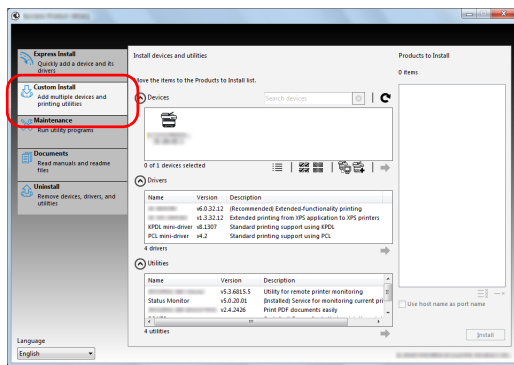 Express Install
Quickly add a device and its
drivers
Custom Install
Add multiple devices and
printing utilities
Maintenance
Run utility programs
Documents
Read manuals and readme
files
Uninstall
Remove devices, drivers, and
utilities
Language
English
Install devices and utilities
Move the items to the Products to Install list.
Devices
Search devices
0 of 1 devices selected
Drivers
Name Version Description
v6.0.32.12 (Recommended) Extended-functionality printing
v1.3.32.12 Extended printing from XPS application to XPS printers
KPDL mini-driver v8.1307 Standard printing support using KPDL
PCL mini-driver v4.2 Standard printing support using PCL
4 drivers
Utilities
Name Version Description
v5.3.6815.5 Utility for remote printer monitoring
Status Monitor v5.0.20.01 (Installed) Service for monitoring current pri
v2.4.2426 Print PDF documents easily
4 utilities
Products to Install
0 items
Use host name as port name
Install